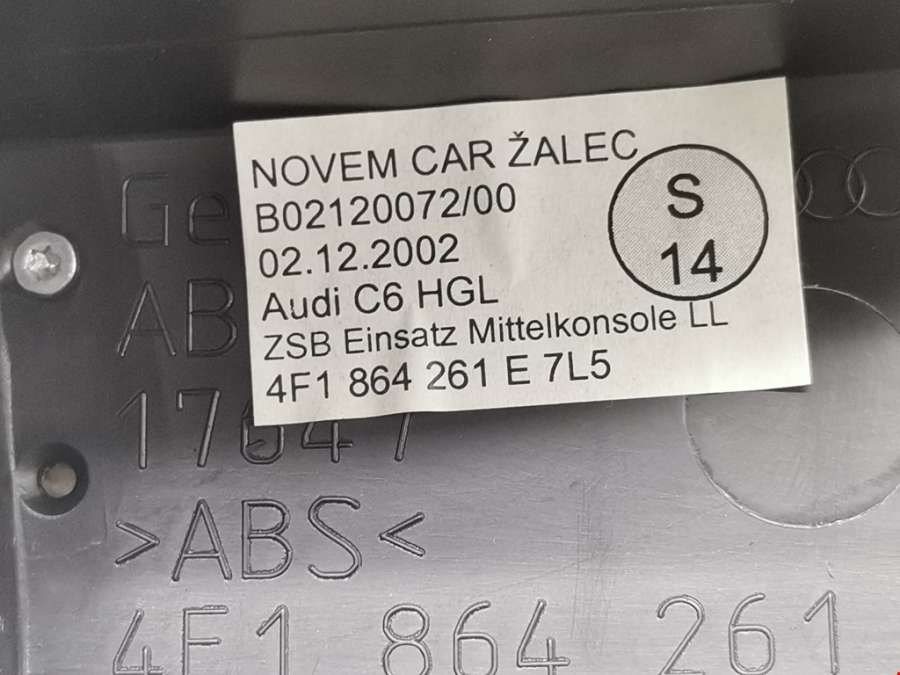 NOVEM CAR ŽALEC
B02120072/00
02.12.2002
Audi C6 HGL
ZSB Einsatz Mittelkonsole LL
4F1 864 261 E 7L5
S
14
>ABS<
4F1 864 261